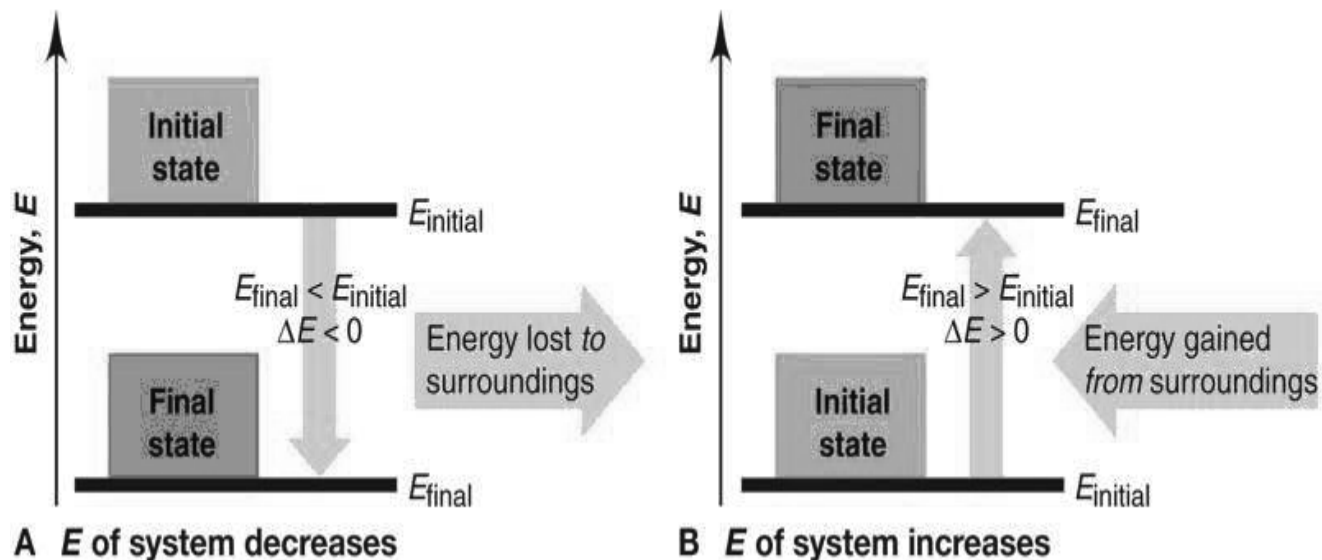 Energy, E
Initial
state
E initial
E final < E initial
ΔE < 0
Energy lost to
surroundings
Final
state
E final
A E of system decreases
Energy, E
Final
state
E final
E final > E initial
ΔE > 0
Energy gained
from surroundings
Initial
state
E initial
B E of system increases